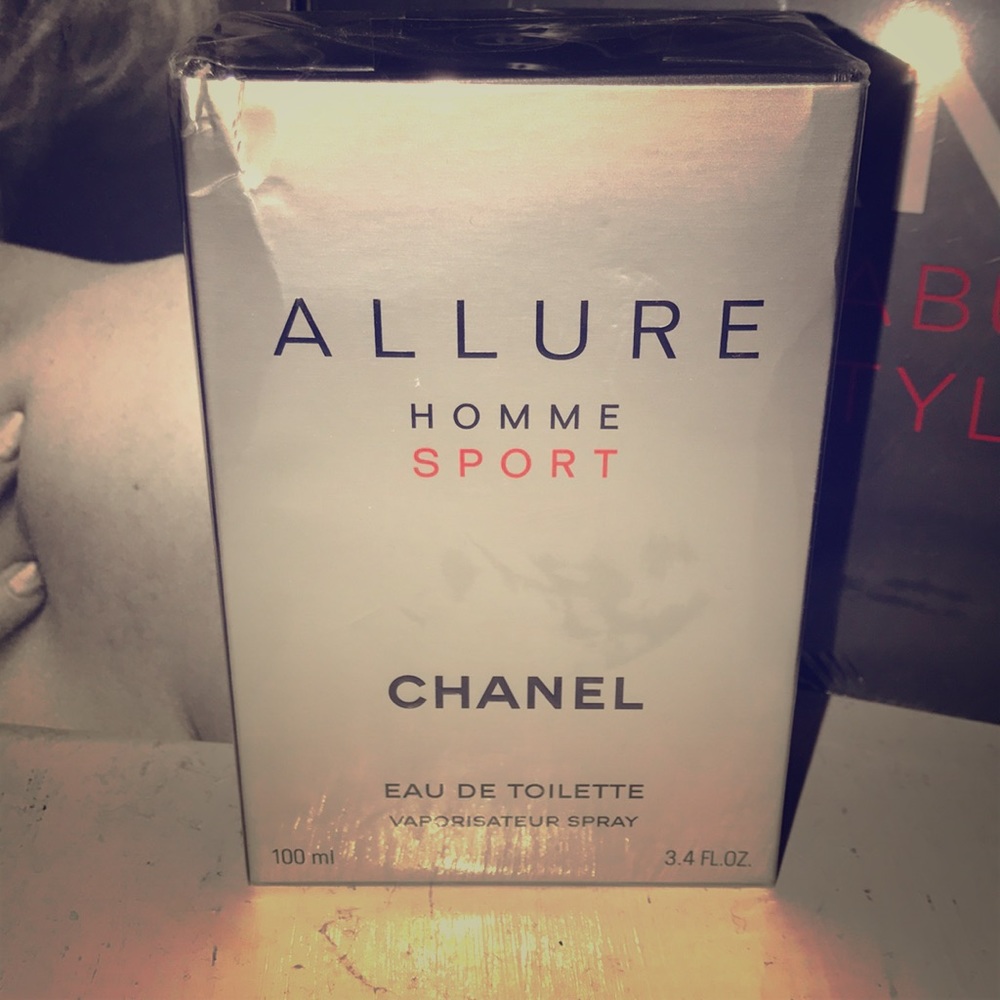 ALLURE
HOMME
SPORT
CHANEL
EAU DE TOILETTE
VAPORISATEUR SPRAY
100 ml
3.4 FL.OZ.